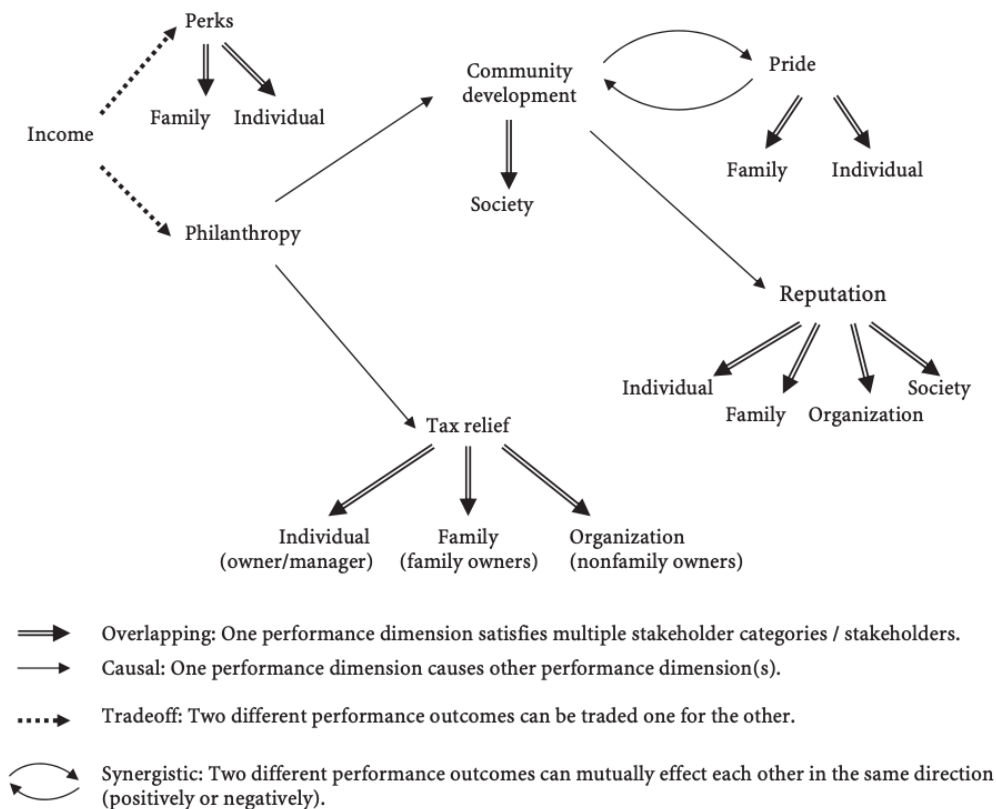 Perks
Family Individual
Income
Philanthropy
Community
development
Society
Pride
Family Individual
Reputation
Individual Society
Family Organization
Tax relief
Individual Family Organization
(owner/manager) (family owners) (nonfamily owners)
Overlapping: One performance dimension satisfies multiple stakeholder categories / stakeholders.
Causal: One performance dimension causes other performance dimension(s).
Tradeoff: Two different performance outcomes can be traded one for the other.
Synergistic: Two different performance outcomes can mutually effect each other in the same direction
(positively or negatively).